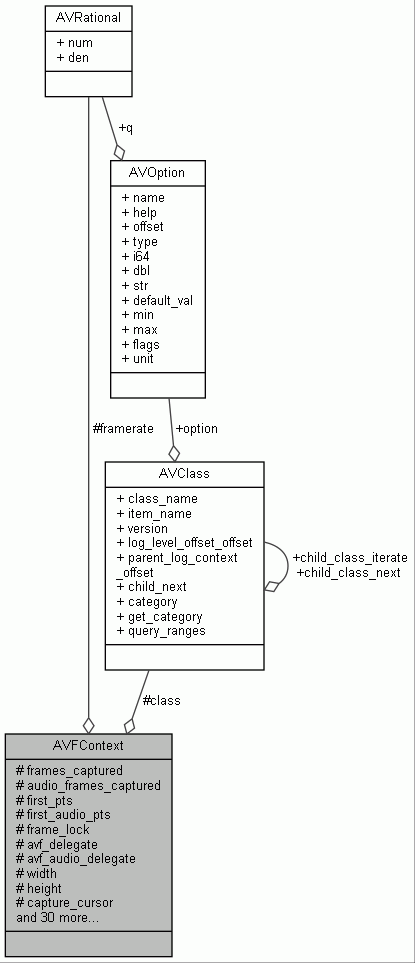 AVRational
+ num
+ den
+q
AVOption
+ name
+ help
+ offset
+ type
+ i64
+ dbl
+ str
+ default_val
+ min
+ max
+ flags
+ unit
#framerate
+option
AVClass
+ class_name
+ item_name
+ version
+ log_level_offset_offset
+ parent_log_context
_offset
+ child_next
+ category
+ get_category
+ query_ranges
+child_class_iterate
+child_class_next
#class
AVFContext
# frames_captured
# audio_frames_captured
# first_pts
# first_audio_pts
# frame_lock
# avf_delegate
# avf_audio_delegate
# width
# height
# capture_cursor
and 30 more...